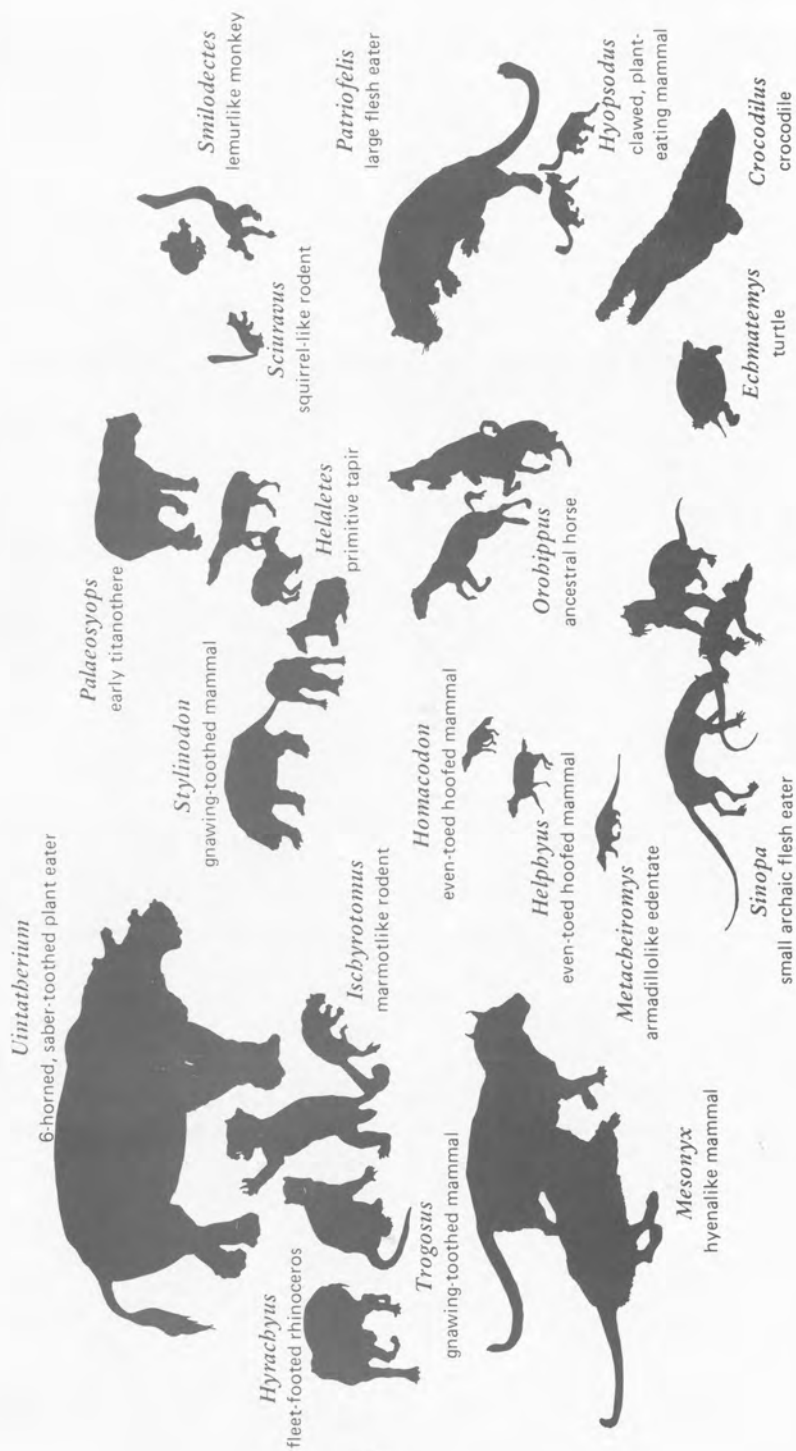 Uintatherium
6-horned, saber-toothed plant eater
Palaeosyops
early titanothere
Smilodectes
lemurlike monkey
Stylinodon
gnawing-toothed mammal
Sciuravus
squirrel-like rodent
Hyrachyus
fleet-footed rhinoceros
Ischyrotomus
marmotlike rodent
Helaletes
primitive tapir
Patriofelis
large flesh eater
Trogosus
gnawing-toothed mammal
Homacodon
even-toed hoofed mammal
Helphyus
even-toed hoofed mammal
Orohippus
ancestral horse
Hyopsodus
clawed, plant-
eating mammal
Metacheiromys
armadillolike edentate
Mesonyx
hyenalike mammal
Sinopa
small archaic flesh eater
Echmatemys
turtle
Crocodilus
crocodile